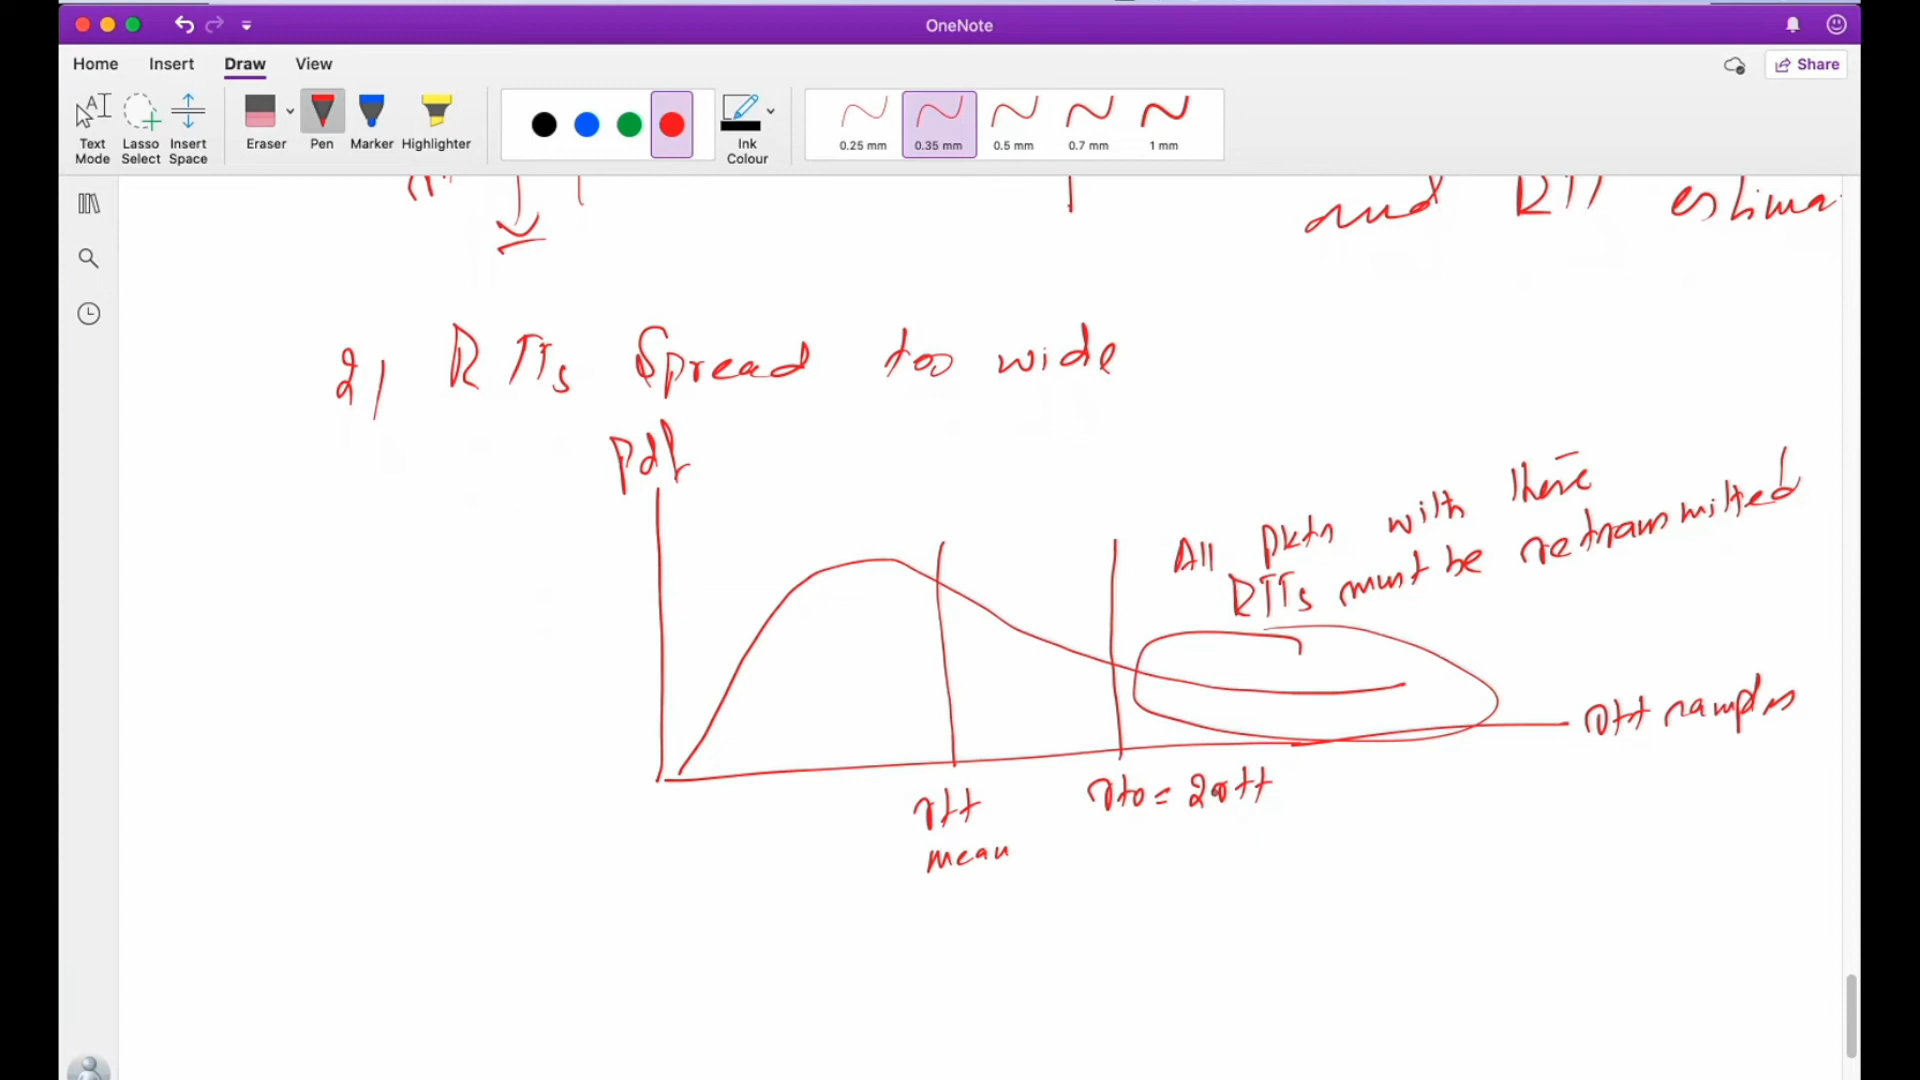 OneNote
Home Insert Draw View
Share
Text Mode
Lasso Select
Insert Space
Eraser
Pen
Marker
Highlighter
Ink Colour
0.25 mm
0.35 mm
0.5 mm
0.7 mm
1 mm
and RTT estima
2) RTTs Spread too wide
pdf
All pkts with these
RTTs must be retransmitted
rtt samples
rtt
mean
rto = 2rtt